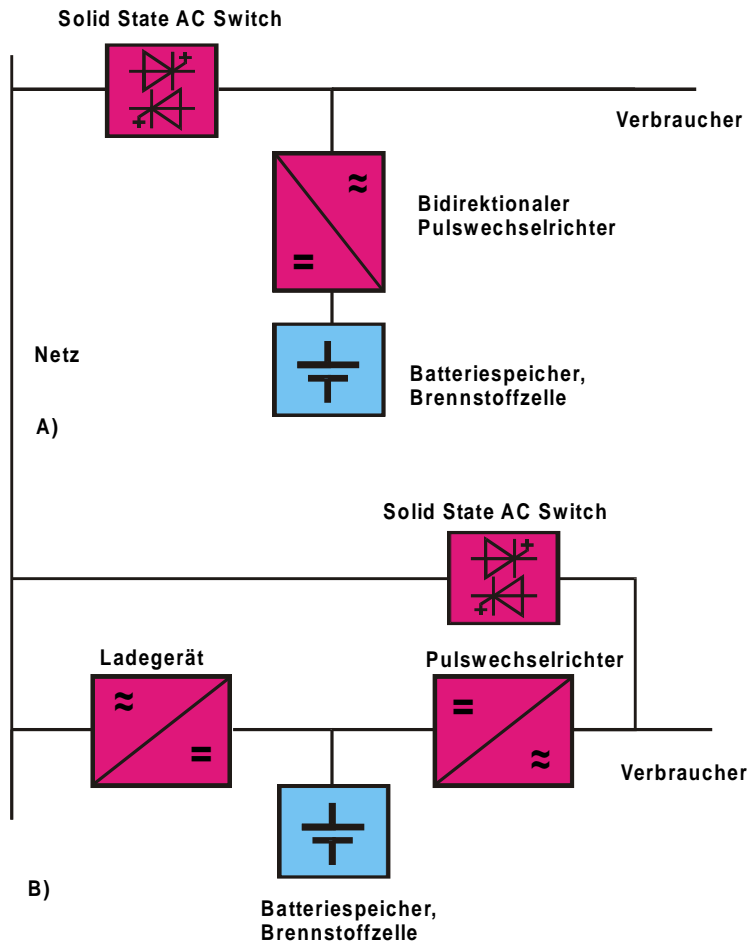 Solid State AC Switch
Verbraucher
Bidirektionaler
Pulswechselrichter
Netz
Batteriespeicher,
Brennstoffzelle
A)
Solid State AC Switch
Ladegerät
Pulswechselrichter
Verbraucher
B)
Batteriespeicher,
Brennstoffzelle